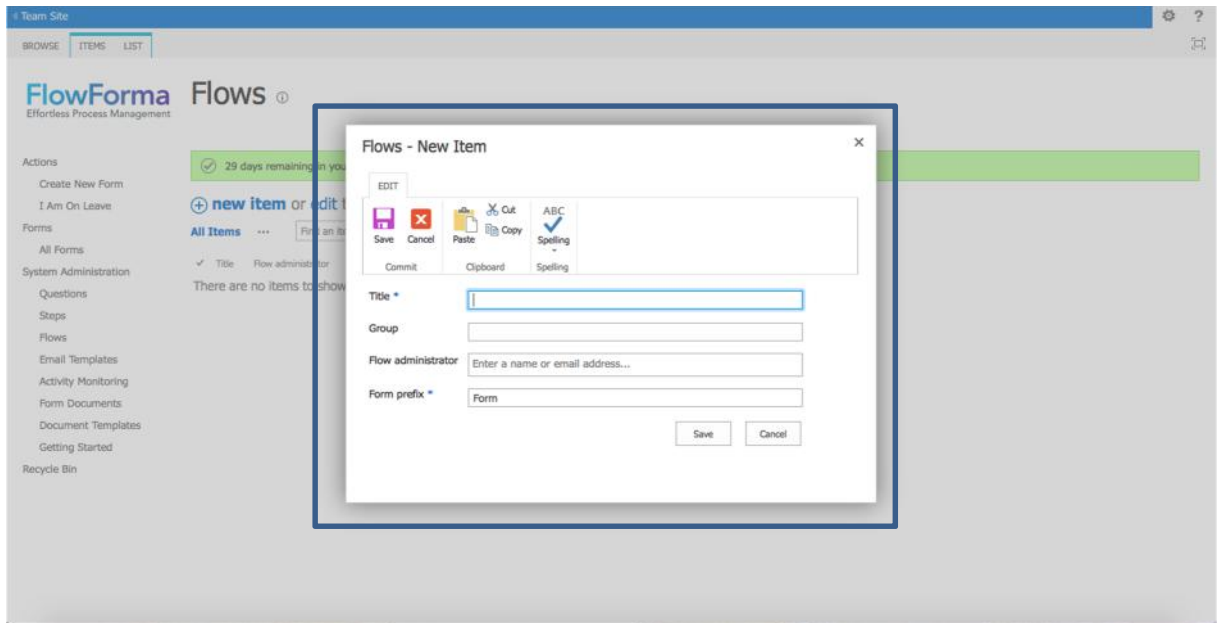 Team Site
?
BROWSE ITEMS LIST
FlowForma
Effortless Process Management
Flows
Actions
Create New Form
I Am On Leave
Forms
All Forms
System Administration
Questions
Steps
Flows
Email Templates
Activity Monitoring
Form Documents
Document Templates
Getting Started
Recycle Bin
29 days remaining in you
new item or edit t
All Items ... Find an ite
Title Flow administrator
There are no items to show
Flows - New Item
EDIT
Save Cancel Paste Cut Copy ABC Spelling
Commit Clipboard Spelling
Title *
Group
Flow administrator Enter a name or email address...
Form prefix * Form
Save Cancel